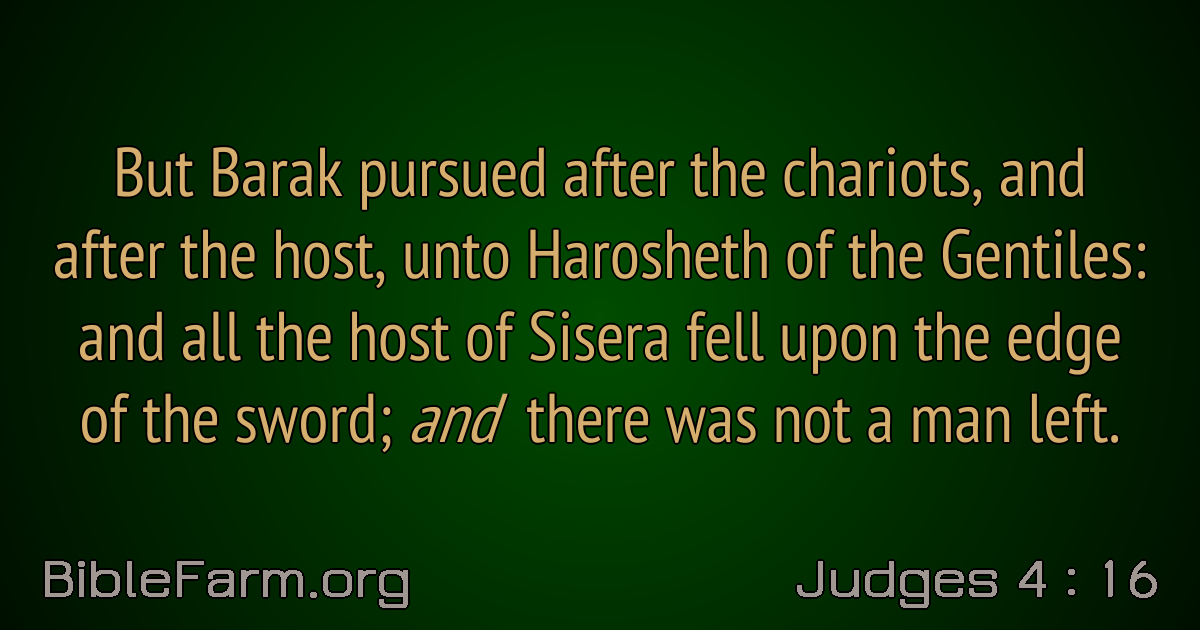 But Barak pursued after the chariots, and
after the host, unto Harosheth of the Gentiles:
and all the host of Sisera fell upon the edge
of the sword; and there was not a man left.
BibleFarm.org
Judges 4 : 16